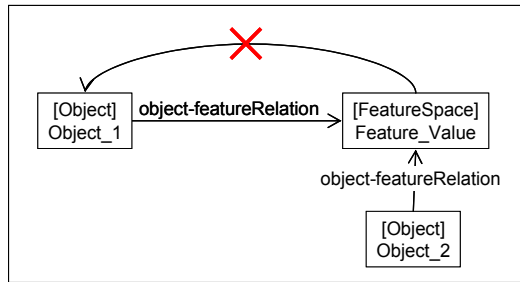 [Object]
Object_1
object-featureRelation
[FeatureSpace]
Feature_Value
object-featureRelation
[Object]
Object_2